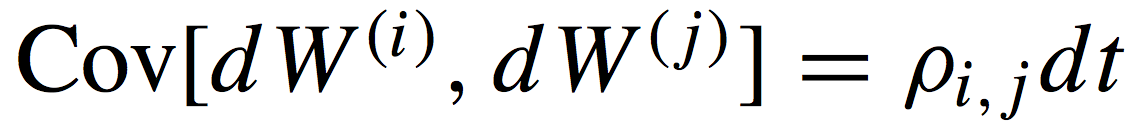 Cov[dW^{(i)}, dW^{(j)}] = ρ_{i,j}dt